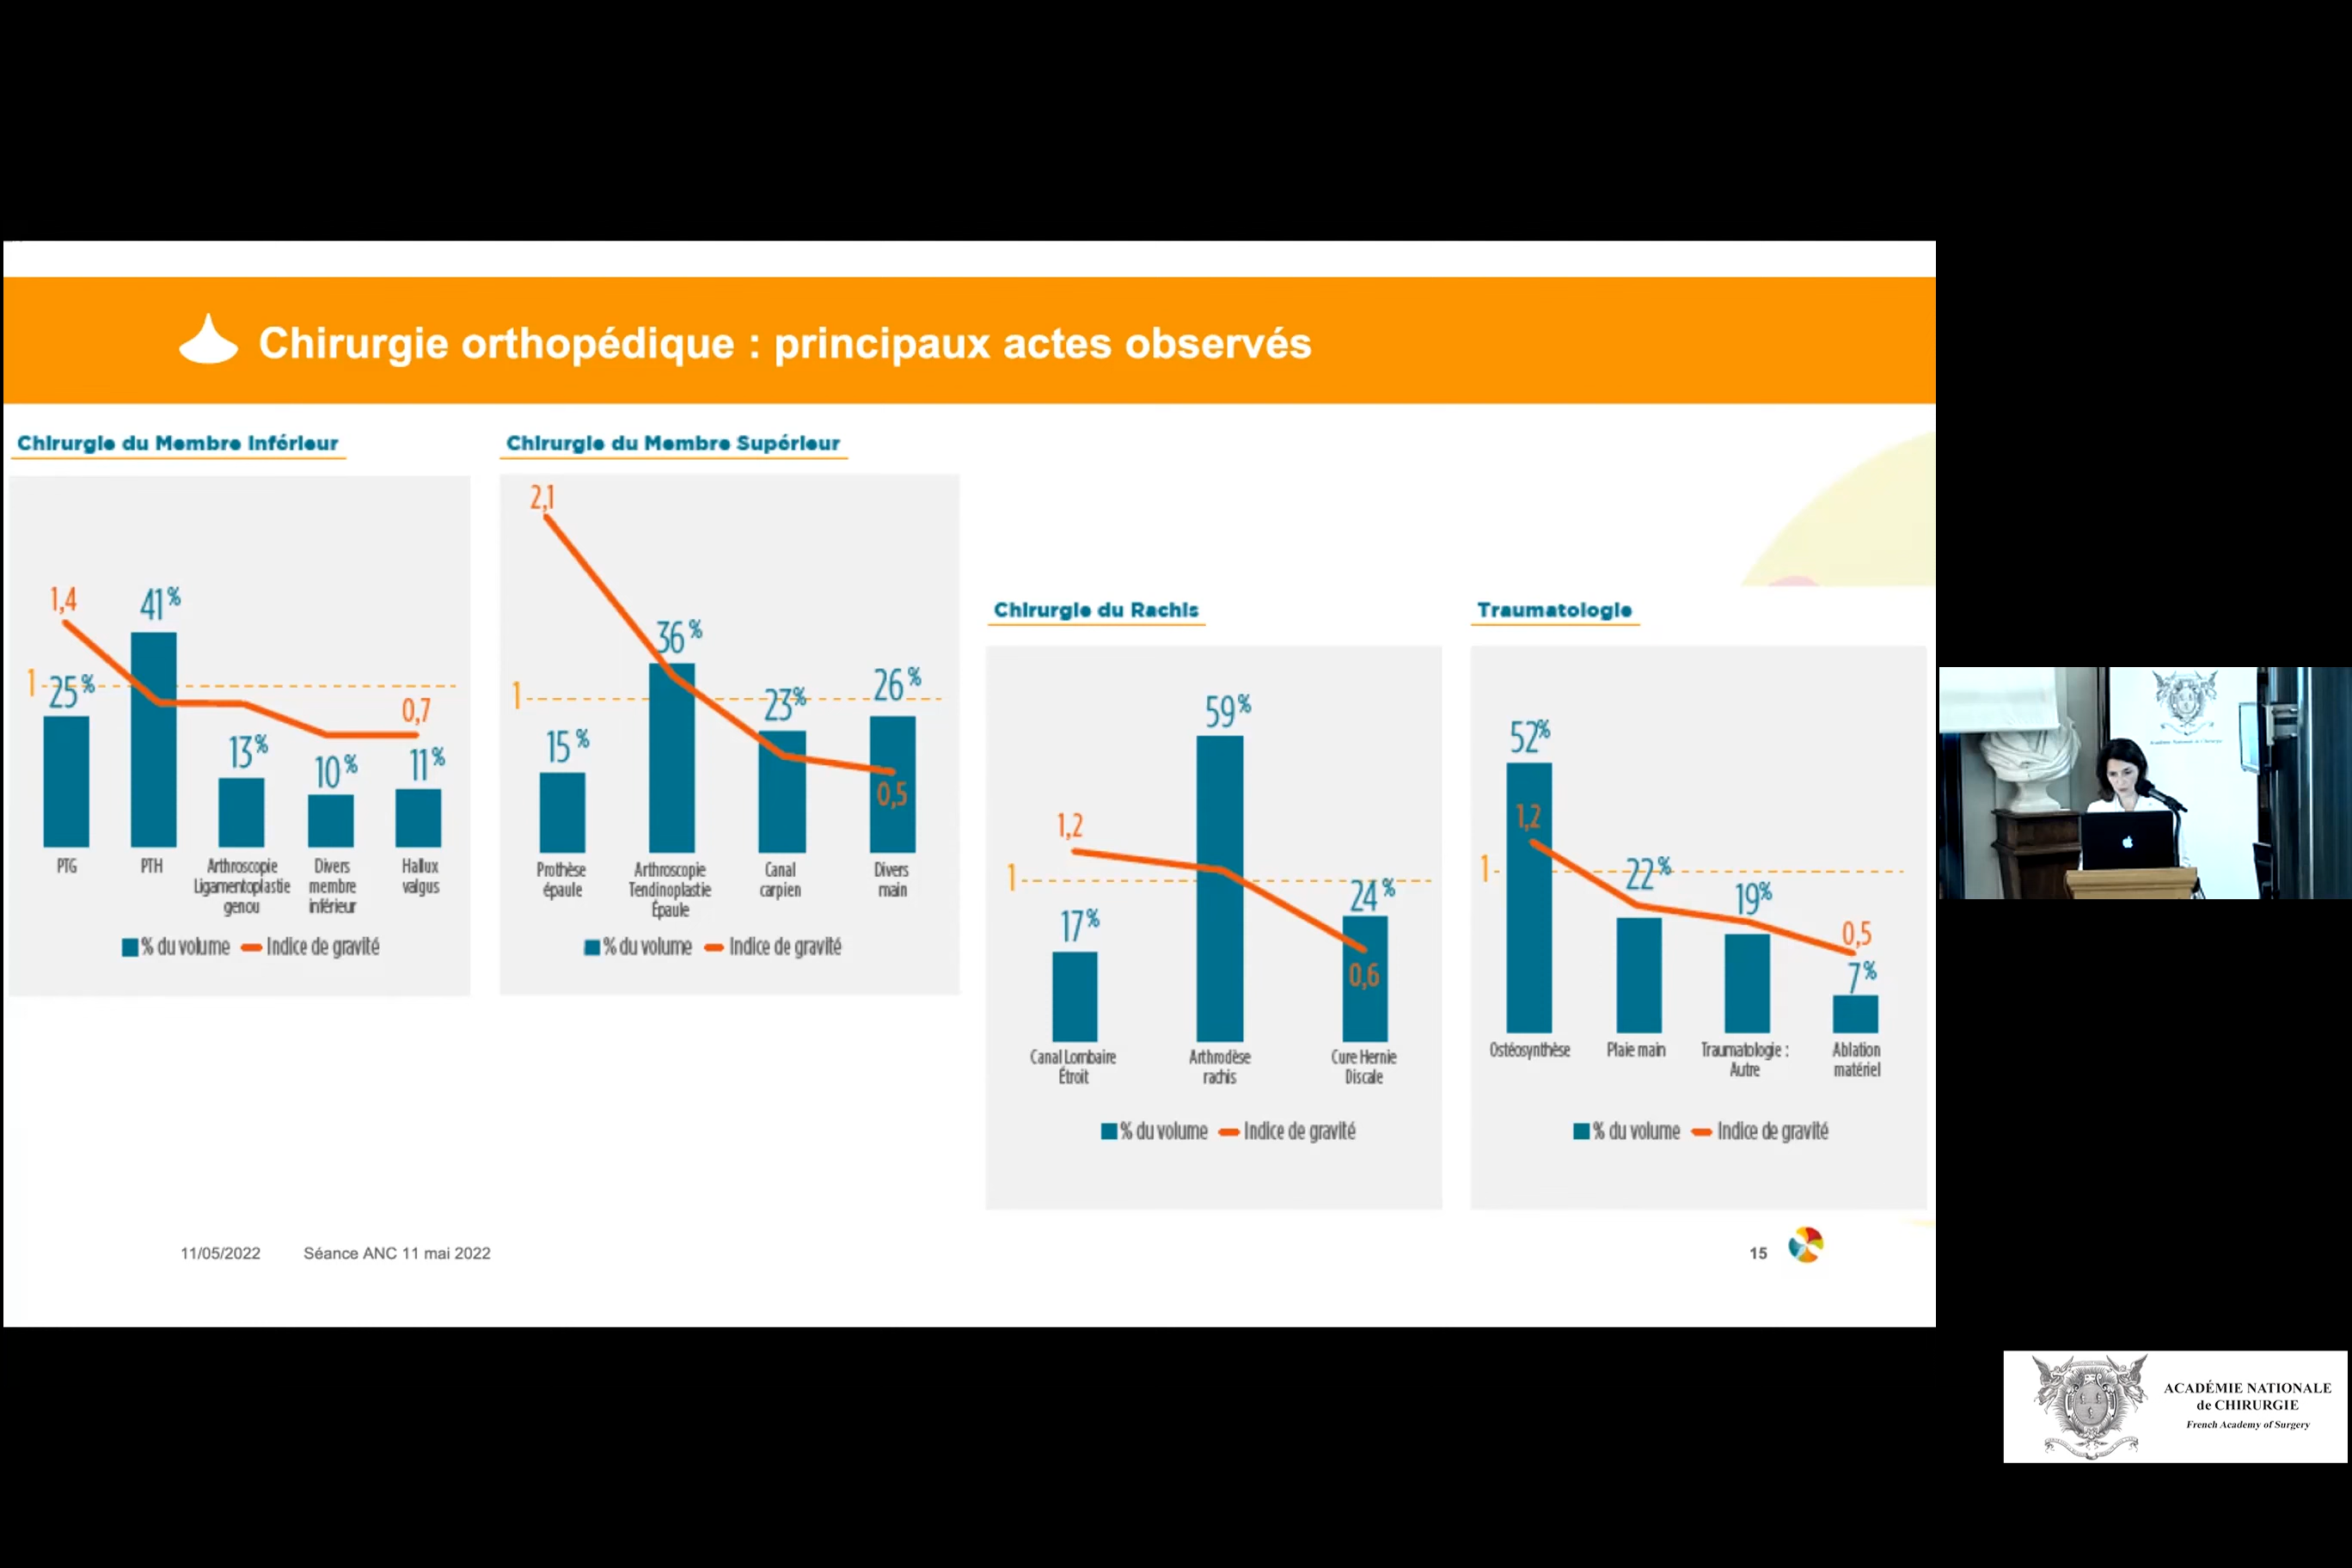 Chirurgie orthopédique : principaux actes observés
Chirurgie du Membre Inférieur
1,4
1
25%
41%
13%
10%
0,7
11%
PTG
PTH
Arthroscopie
Ligamentoplastie
genou
Divers
membre
inférieur
Hallux
valgus
% du volume
Indice de gravité
Chirurgie du Membre Supérieur
2,1
1
15%
36%
23%
26%
0,5
Prothèse
épaule
Arthroscopie
Tendinoplastie
Épaule
Canal
carpien
Divers
main
% du volume
Indice de gravité
Chirurgie du Rachis
1,2
1
17%
59%
24%
0,6
Canal Lombaire
Étroit
Arthrodèse
rachis
Cure Hernie
Discale
% du volume
Indice de gravité
Traumatologie
52%
1,2
1
22%
19%
0,5
7%
Ostéosynthèse
Plaie main
Traumatologie :
Autre
Ablation
matériel
% du volume
Indice de gravité
11/05/2022
Séance ANC 11 mai 2022
15
ACADÉMIE NATIONALE
de CHIRURGIE
French Academy of Surgery